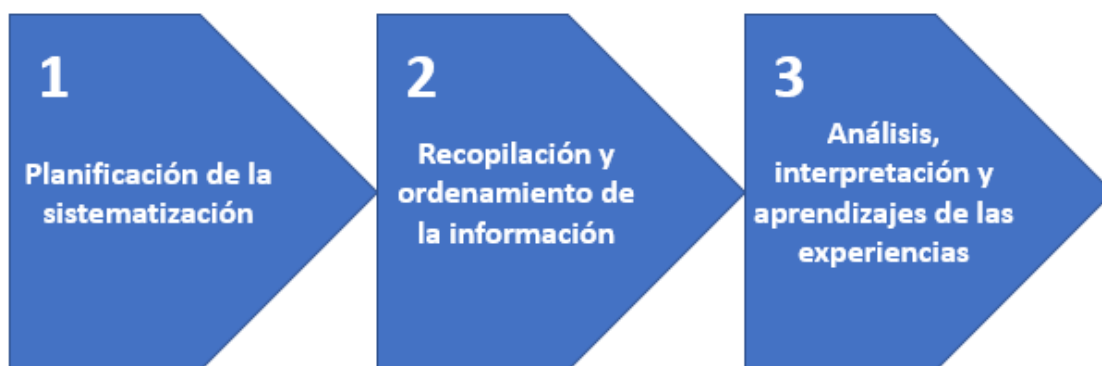 1
Planificación de la
sistematización
2
Recopilación y
ordenamiento de
la información
3
Análisis,
interpretación y
aprendizajes de las
experiencias